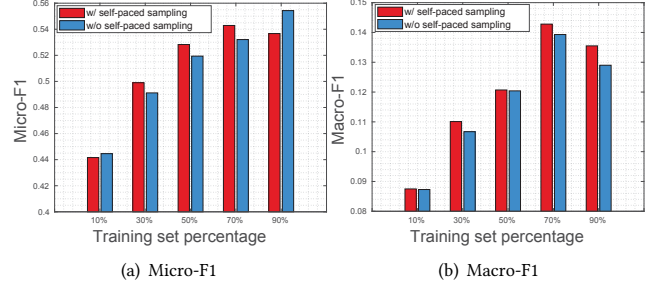 w/ self-paced sampling
w/o self-paced sampling
Micro-F1
0.56
0.54
0.52
0.5
0.48
0.46
0.44
0.42
0.4
10% 30% 50% 70% 90%
Training set percentage
(a) Micro-F1
w/ self-paced sampling
w/o self-paced sampling
Macro-F1
0.15
0.14
0.13
0.12
0.11
0.1
0.09
0.08
10% 30% 50% 70% 90%
Training set percentage
(b) Macro-F1